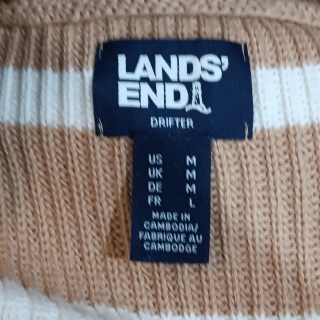 LANDS'
END
DRIFTER
US M
UK M
DE M
FR L
MADE IN
CAMBODIA/
FABRIQUE AU
CAMBODGE